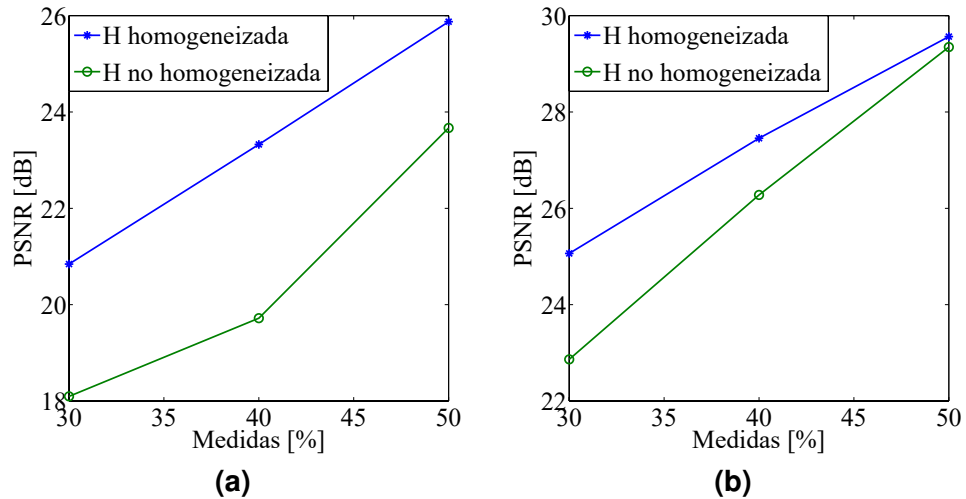 H homogeneizada
H no homogeneizada
PSNR [dB]
26
24
22
20
18
30 35 40 45 50
Medidas [%]
(a)
H homogeneizada
H no homogeneizada
PSNR [dB]
30
28
26
24
22
30 35 40 45 50
Medidas [%]
(b)